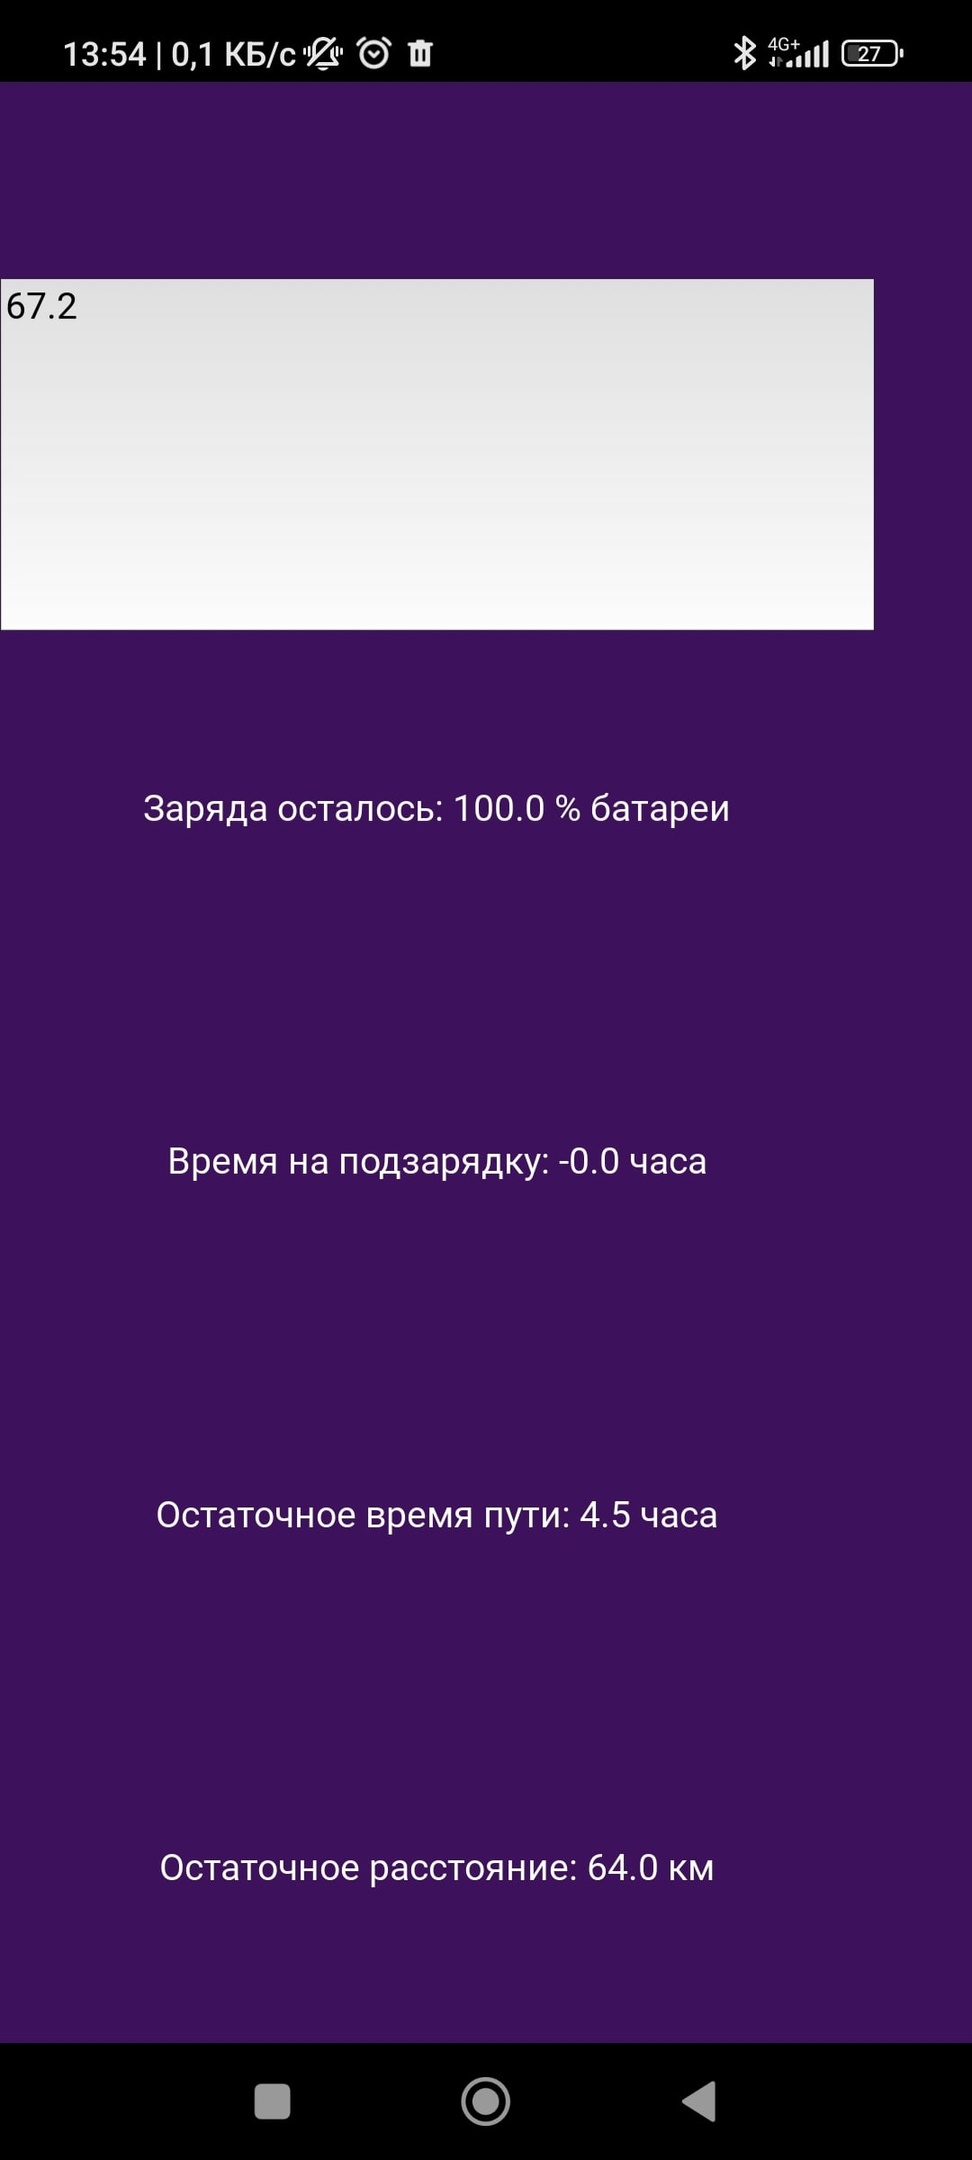 13:54 | 0,1 КБ/с 4G+ 27
67.2
Заряда осталось: 100.0 % батареи
Время на подзарядку: -0.0 часа
Остаточное время пути: 4.5 часа
Остаточное расстояние: 64.0 км